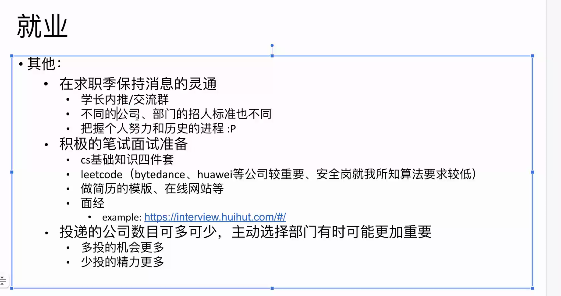 就业
• 其他：
• 在求职季保持消息的灵通
• 学长内推/交流群
• 不同的公司、部门的招人标准也不同
• 把握个人努力和历史的进程 :P
• 积极的笔试面试准备
• cs基础知识四件套
• leetcode（bytedance、huawei等公司较重要、安全岗就我所知算法要求较低）
• 做简历的模版、在线网站等
• 面经
• example: https://interview.huihut.com/#/
• 投递的公司数目可多可少，主动选择部门有时可能更加重要
• 多投的机会更多
• 少投的精力更多